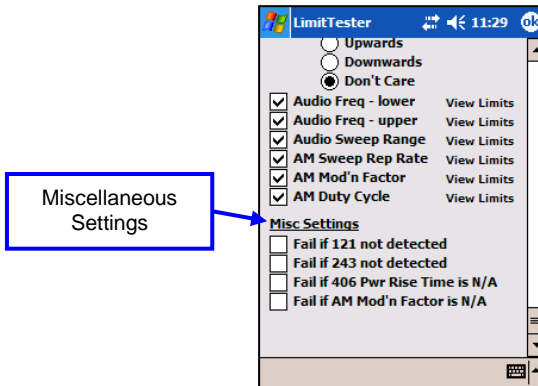 LimitTester 11:29 ok
Upwards
Downwards
Don't Care
Audio Freq - lower View Limits
Audio Freq - upper View Limits
Audio Sweep Range View Limits
AM Sweep Rep Rate View Limits
AM Mod'n Factor View Limits
AM Duty Cycle View Limits
Miscellaneous
Settings
Misc Settings
Fail if 121 not detected
Fail if 243 not detected
Fail if 406 Pwr Rise Time is N/A
Fail if AM Mod'n Factor is N/A